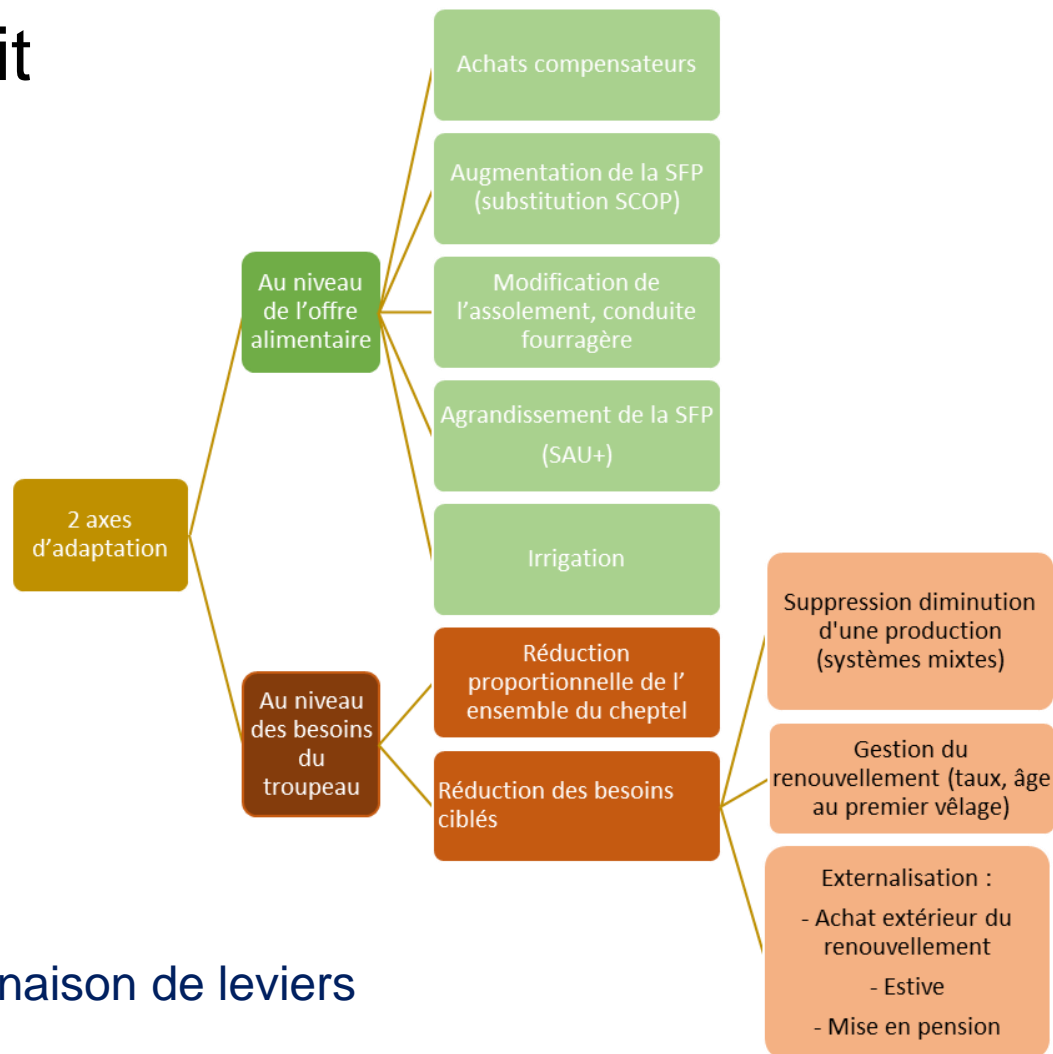 it
Achats compensateurs
Augmentation de la SFP
(substitution SCOP)
Au niveau
de l'offre
alimentaire
Modification de
l'assolement, conduite
fourragère
Agrandissement de la SFP
(SAU+)
Irrigation
2 axes
d'adaptation
Au niveau
des besoins
du
troupeau
Réduction
proportionnelle de l'
ensemble du cheptel
Réduction des besoins
ciblés
Suppression diminution
d'une production
(systèmes mixtes)
Gestion du
renouvellement (taux, âge
au premier vêlage)
Externalisation :
- Achat extérieur du
renouvellement
- Estive
- Mise en pension
naison de leviers